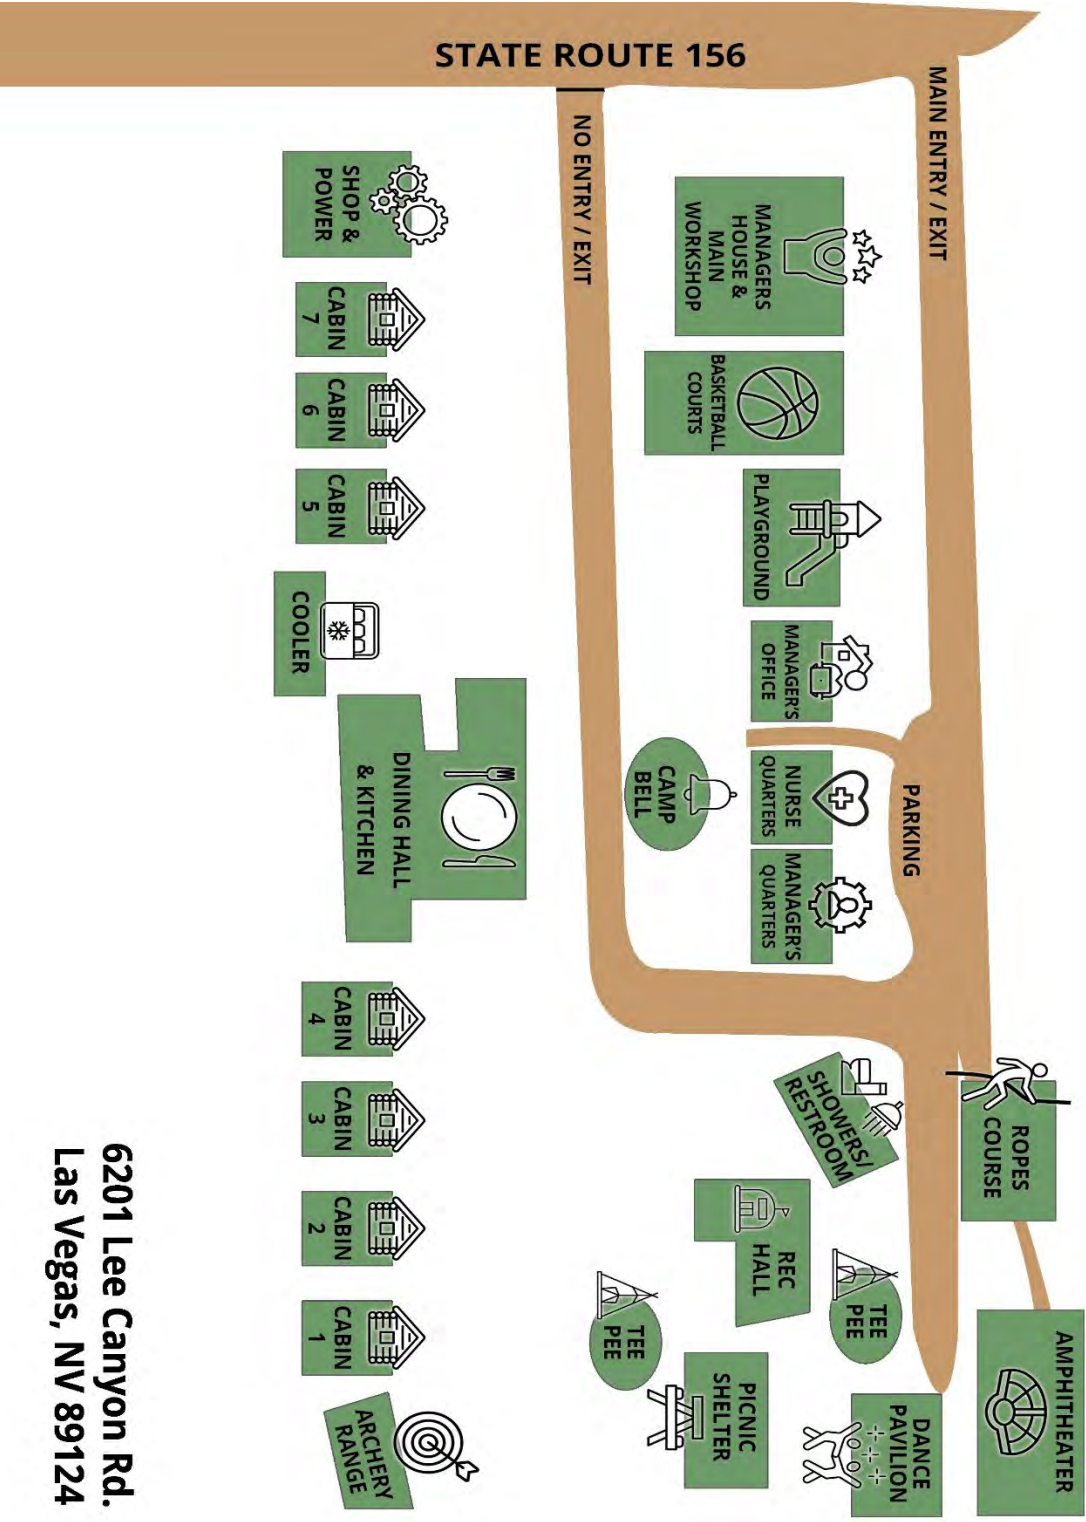 STATE ROUTE 156
MAIN ENTRY / EXIT
NO ENTRY / EXIT
MANAGERS
HOUSE &
MAIN
WORKSHOP
BASKETBALL
COURTS
PLAYGROUND
MANAGER'S
OFFICE
PARKING
NURSE
QUARTERS
MANAGER'S
QUARTERS
CAMP
BELL
SHOP &
POWER
CABIN
7
CABIN
6
CABIN
5
COOLER
DINING HALL
& KITCHEN
CABIN
4
CABIN
3
CABIN
2
CABIN
1
ARCHERY
RANGE
ROPES
COURSE
SHOWERS/
RESTROOM
REC
HALL
TEE
PEE
TEE
PEE
PICNIC
SHELTER
DANCE
PAVILION
AMPHITHEATER
6201 Lee Canyon Rd.
Las Vegas, NV 89124